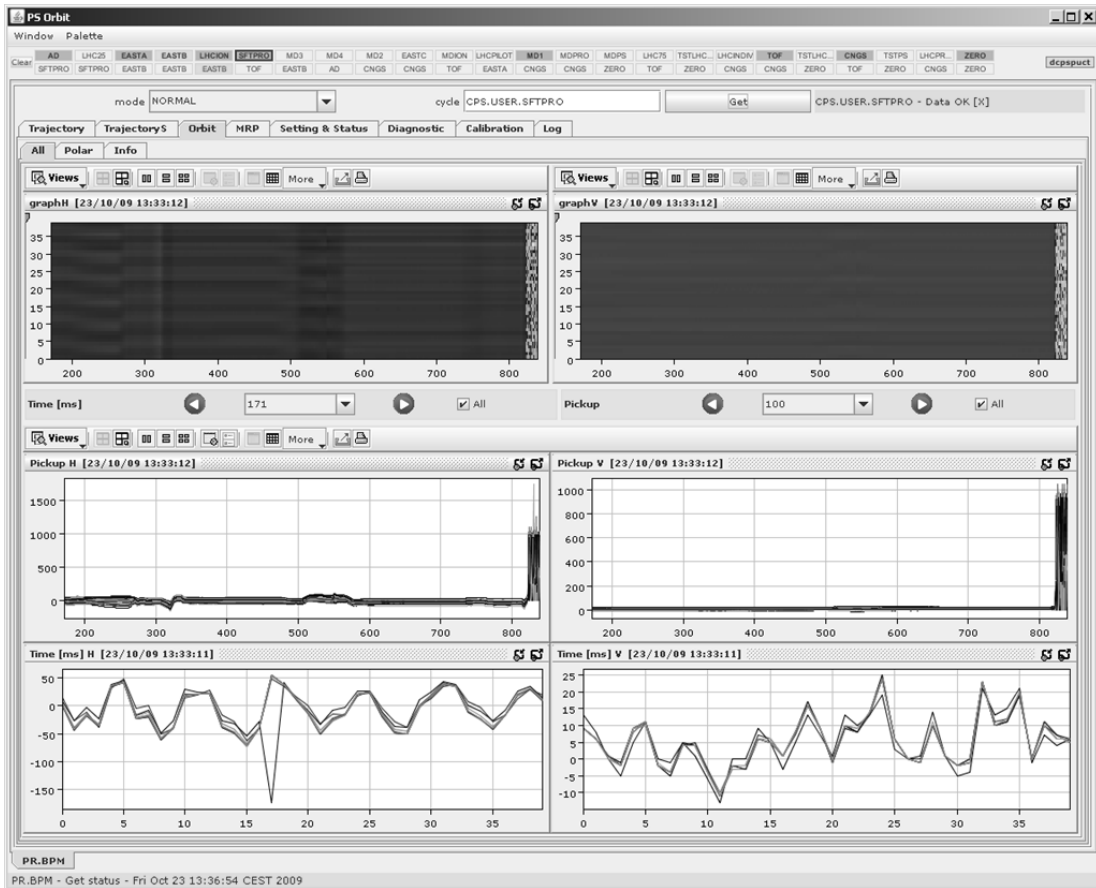 PS Orbit
Window Palette
AD LHC25 EASTA EASTB LHCION SFTPRO MD3 MD4 MD2 EASTC MDION LHCPILOT MD1 MDPRO MDPS LHC75 TSTLHC... LHCINDIV TOF TSTLHC... CNGS TSTPS LHCPR... ZERO
Clear
dcpspuct
SFTPRO SFTPRO EASTB EASTB EASTB TOF EASTB AD CNGS CNGS TOF EASTA CNGS CNGS ZERO TOF ZERO CNGS CNGS ZERO TOF ZERO CNGS ZERO
mode NORMAL cycle CPS.USER.SFTPRO Get CPS.USER.SFTPRO - Data OK [X]
Trajectory TrajectoryS Orbit MRP Setting & Status Diagnostic Calibration Log
All Polar Info
Views More Views More
graphH [23/10/09 13:33:12] graphV [23/10/09 13:33:12]
35 35
30 30
25 25
20 20
15 15
10 10
5 5
0 0
200 300 400 500 600 700 800 200 300 400 500 600 700 800
Time [ms] 171 All Pickup 100 All
Views More
Pickup H [23/10/09 13:33:12] Pickup V [23/10/09 13:33:12]
1500 1000
1000 800
500 600
0 400
200
0
200 300 400 500 600 700 800 200 300 400 500 600 700 800
Time [ms] H [23/10/09 13:33:11] Time [ms] V [23/10/09 13:33:11]
50 25
0 20
-50 15
-100 10
-150 5
0
-5
-10
0 5 10 15 20 25 30 35 0 5 10 15 20 25 30 35
PR.BPM
PR.BPM - Get status - Fri Oct 23 13:36:54 CEST 2009